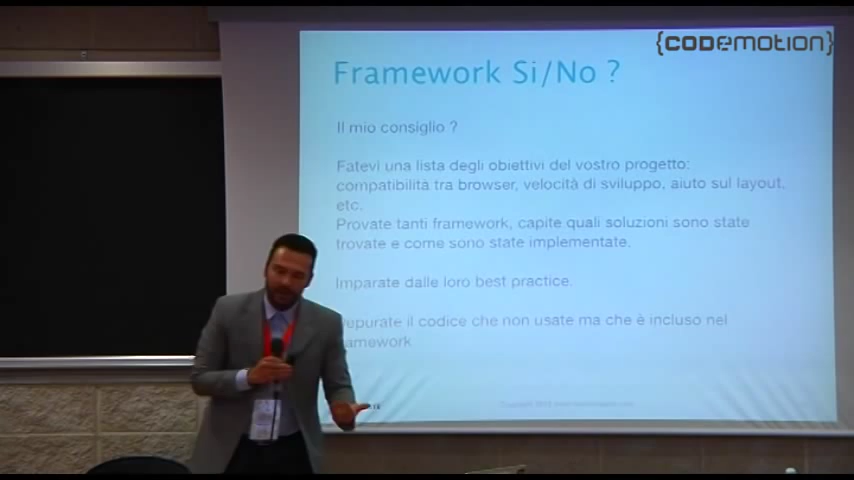 {CODEMOTION}
Framework Si/No ?
Il mio consiglio ?
Fatevi una lista degli obiettivi del vostro progetto:
compatibilità tra browser, velocità di sviluppo, aiuto sul layout,
etc.
Provate tanti framework, capite quali soluzioni sono state
trovate e come sono state implementate.
Imparate dalle loro best practice.
il codice che non usate ma che è incluso nel